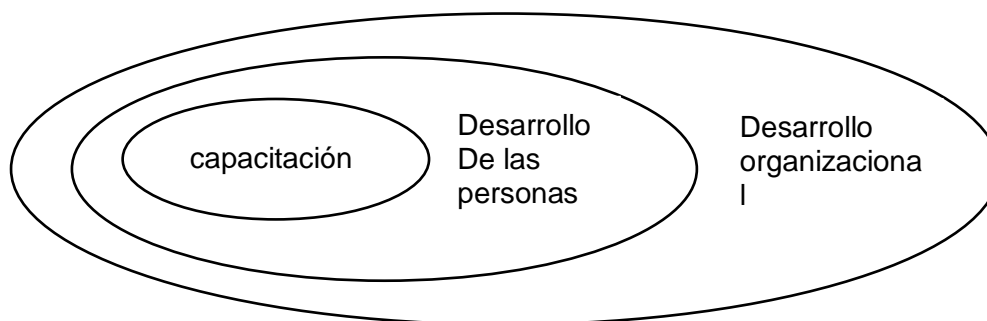 capacitación
Desarrollo
De las
personas
Desarrollo
organizaciona
l